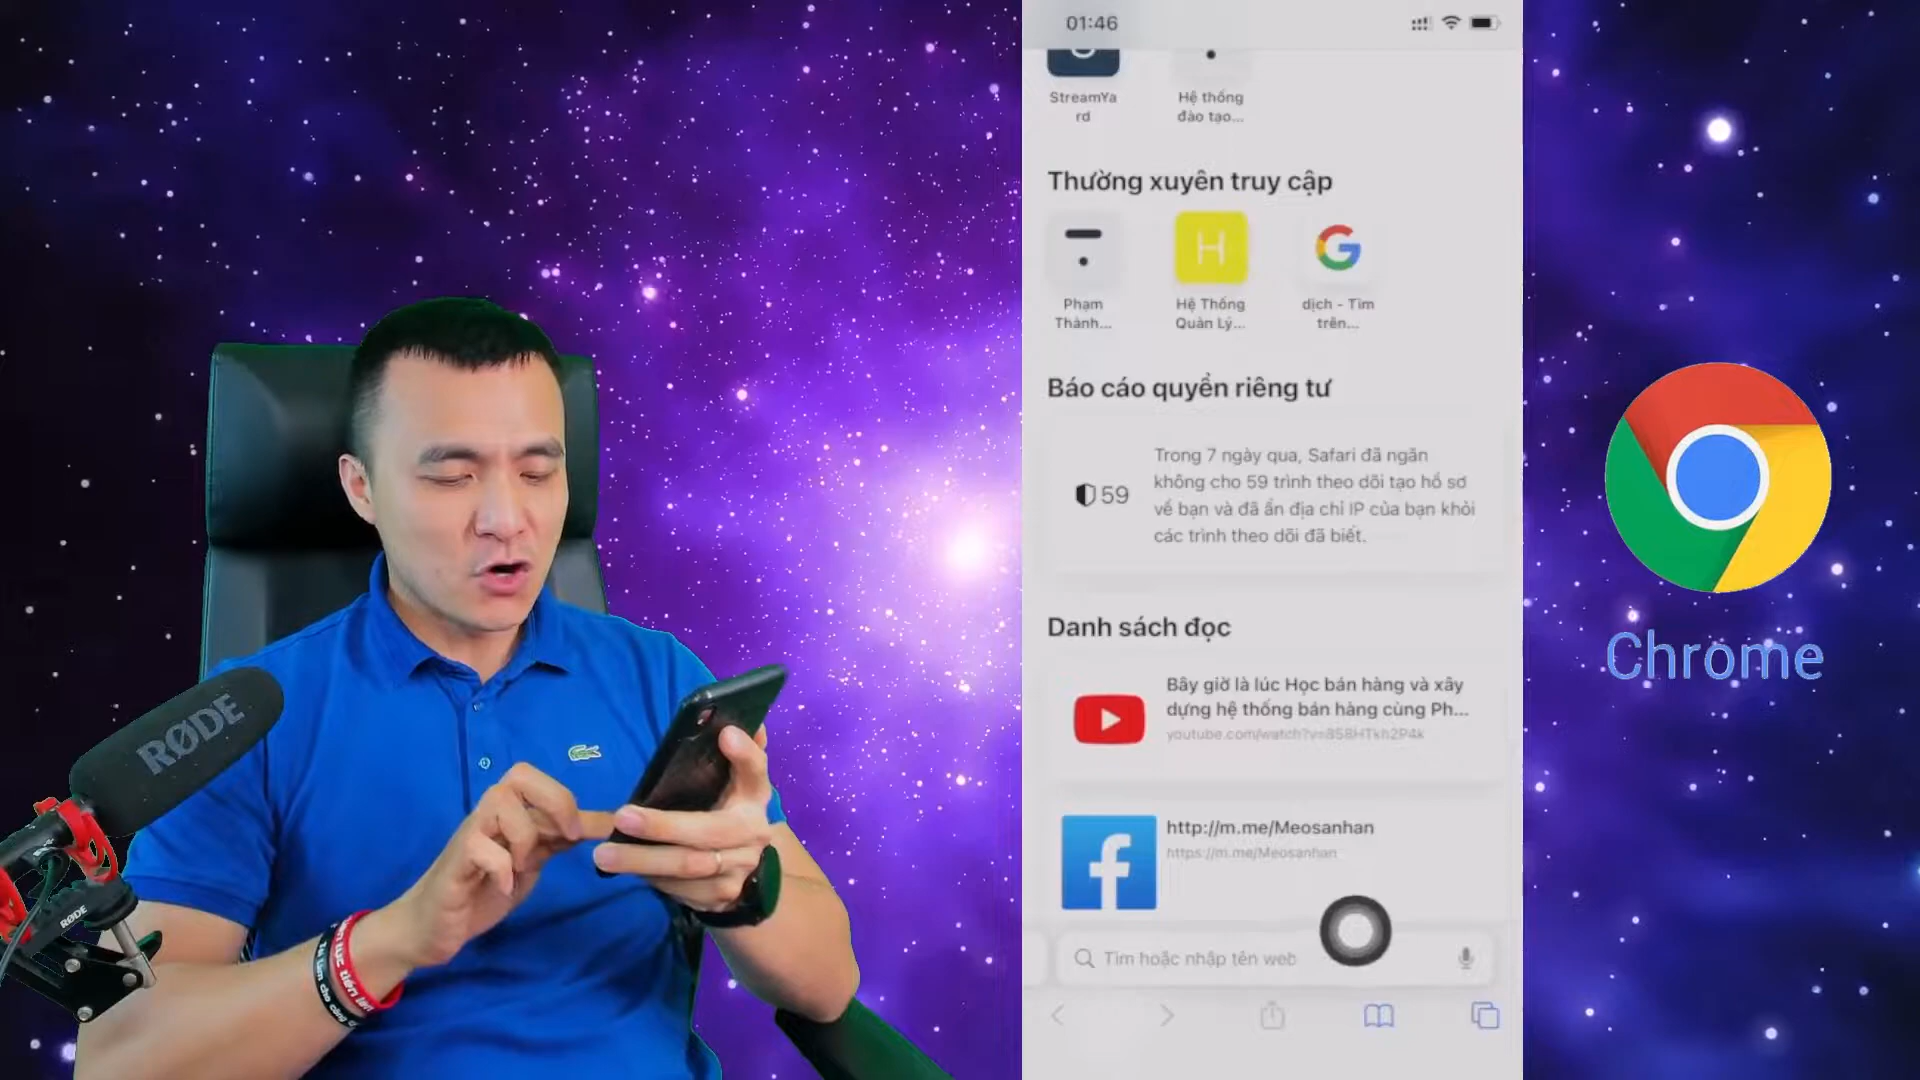 01:46
StreamYa
rd
Hệ thống
đào tạo...
Thường xuyên truy cập
H
G
Phạm
Thành...
Hệ Thống
Quản Lý...
dịch - Tìm
trên...
Báo cáo quyền riêng tư
59
Trong 7 ngày qua, Safari đã ngăn
không cho 59 trình theo dõi tạo hồ sơ
về bạn và đã ẩn địa chỉ IP của bạn khỏi
các trình theo dõi đã biết.
Danh sách đọc
Bây giờ là lúc Học bán hàng và xây
dựng hệ thống bán hàng cùng Ph...
http://m.me/Meosanhan
https://m.me/Meosanhan
Tìm hoặc nhập tên web
Chrome
RØDE
RØDE